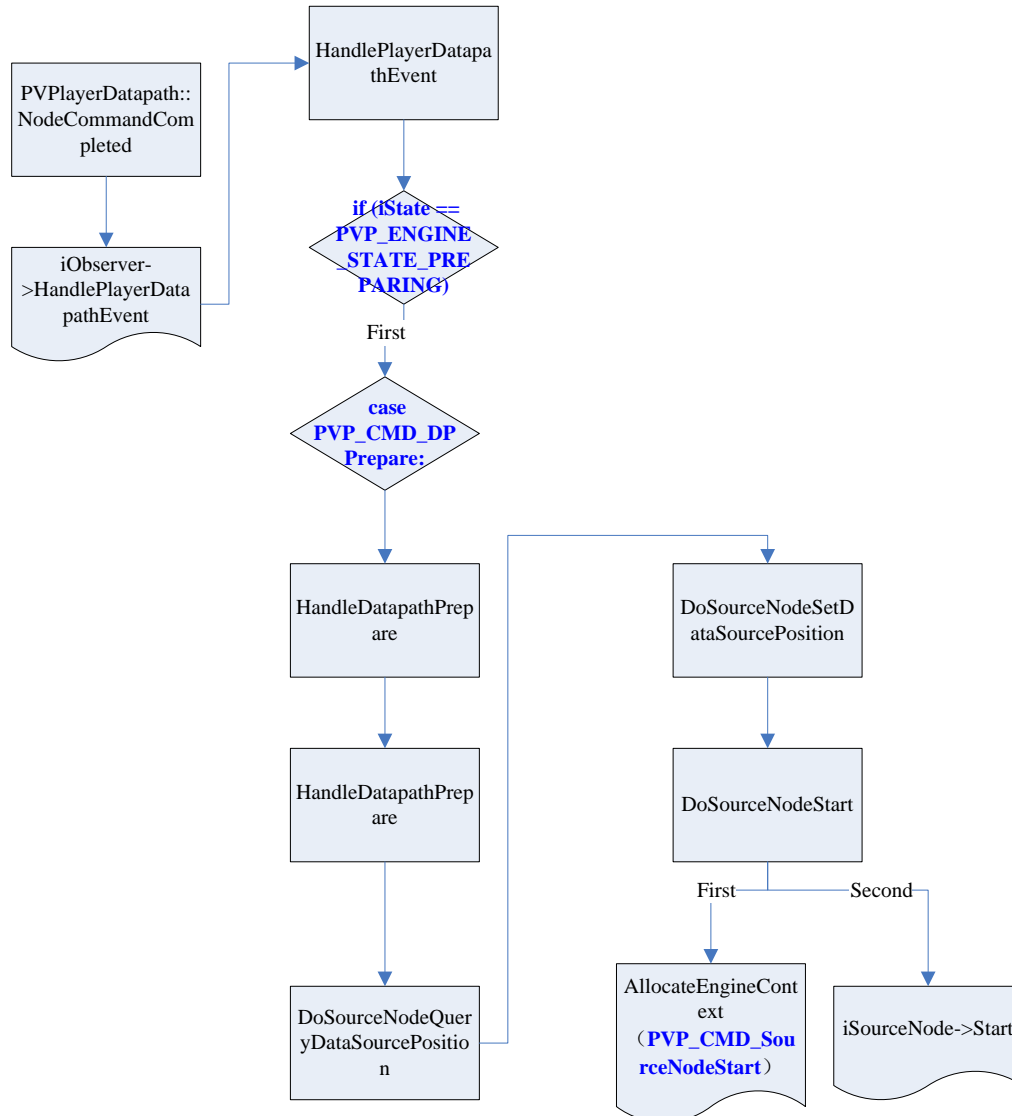 PVPlayerDatapath::
NodeCommandCom
pleted
iObserver-
>HandlePlayerData
pathEvent
HandlePlayerDatapa
thEvent
if (iState ==
PVP_ENGINE
_STATE_PRE
PARING)
First
case
PVP_CMD_DP
Prepare:
HandleDatapathPrep
are
HandleDatapathPrep
are
DoSourceNodeQuer
yDataSourcePositio
n
DoSourceNodeSetD
ataSourcePosition
DoSourceNodeStart
First
Second
AllocateEngineCont
ext
（PVP_CMD_Sou
rceNodeStart）
iSourceNode->Start